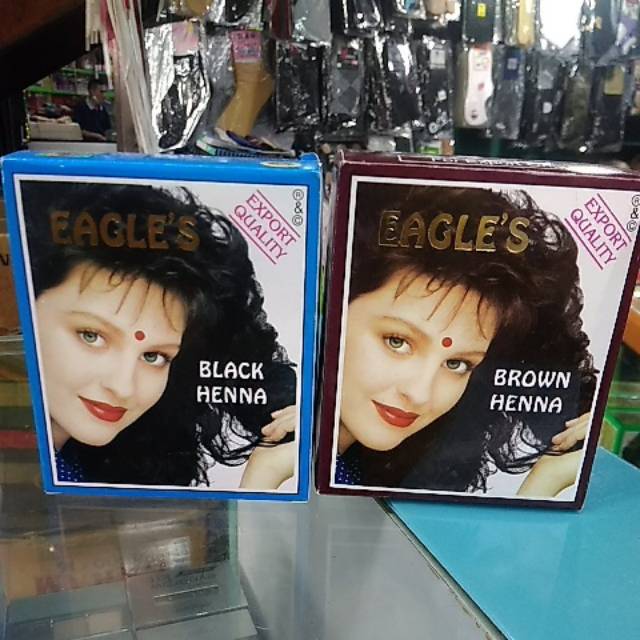 EAGLE'S
EXPORT
QUALITY
BLACK
HENNA
EAGLE'S
EXPORT
QUALITY
BROWN
HENNA